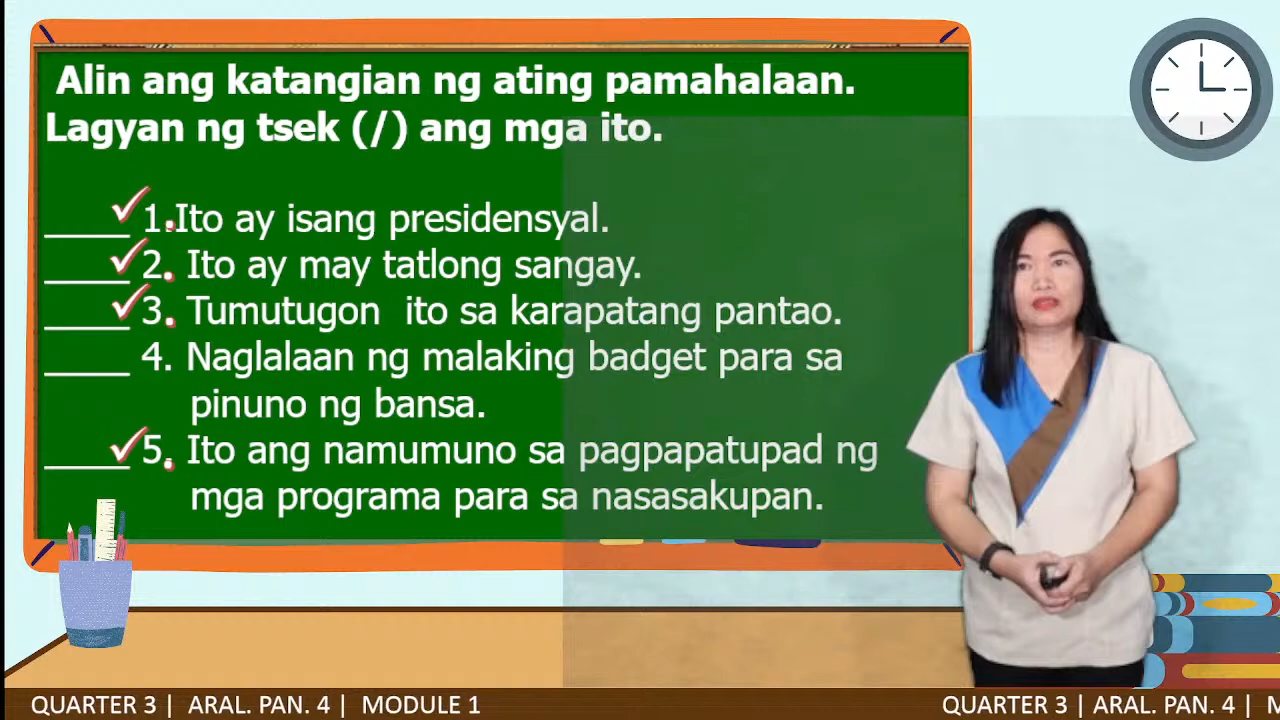 Alin ang katangian ng ating pamahalaan.
Lagyan ng tsek (/) ang mga ito.
____✓ 1.Ito ay isang presidensyal.
____✓ 2. Ito ay may tatlong sangay.
____✓ 3. Tumutugon ito sa karapatang pantao.
____ 4. Naglalaan ng malaking badget para sa
pinuno ng bansa.
____✓ 5. Ito ang namumuno sa pagpapatupad ng
mga programa para sa nasasakupan.
QUARTER 3 | ARAL. PAN. 4 | MODULE 1
QUARTER 3 | ARAL. PAN. 4 | M